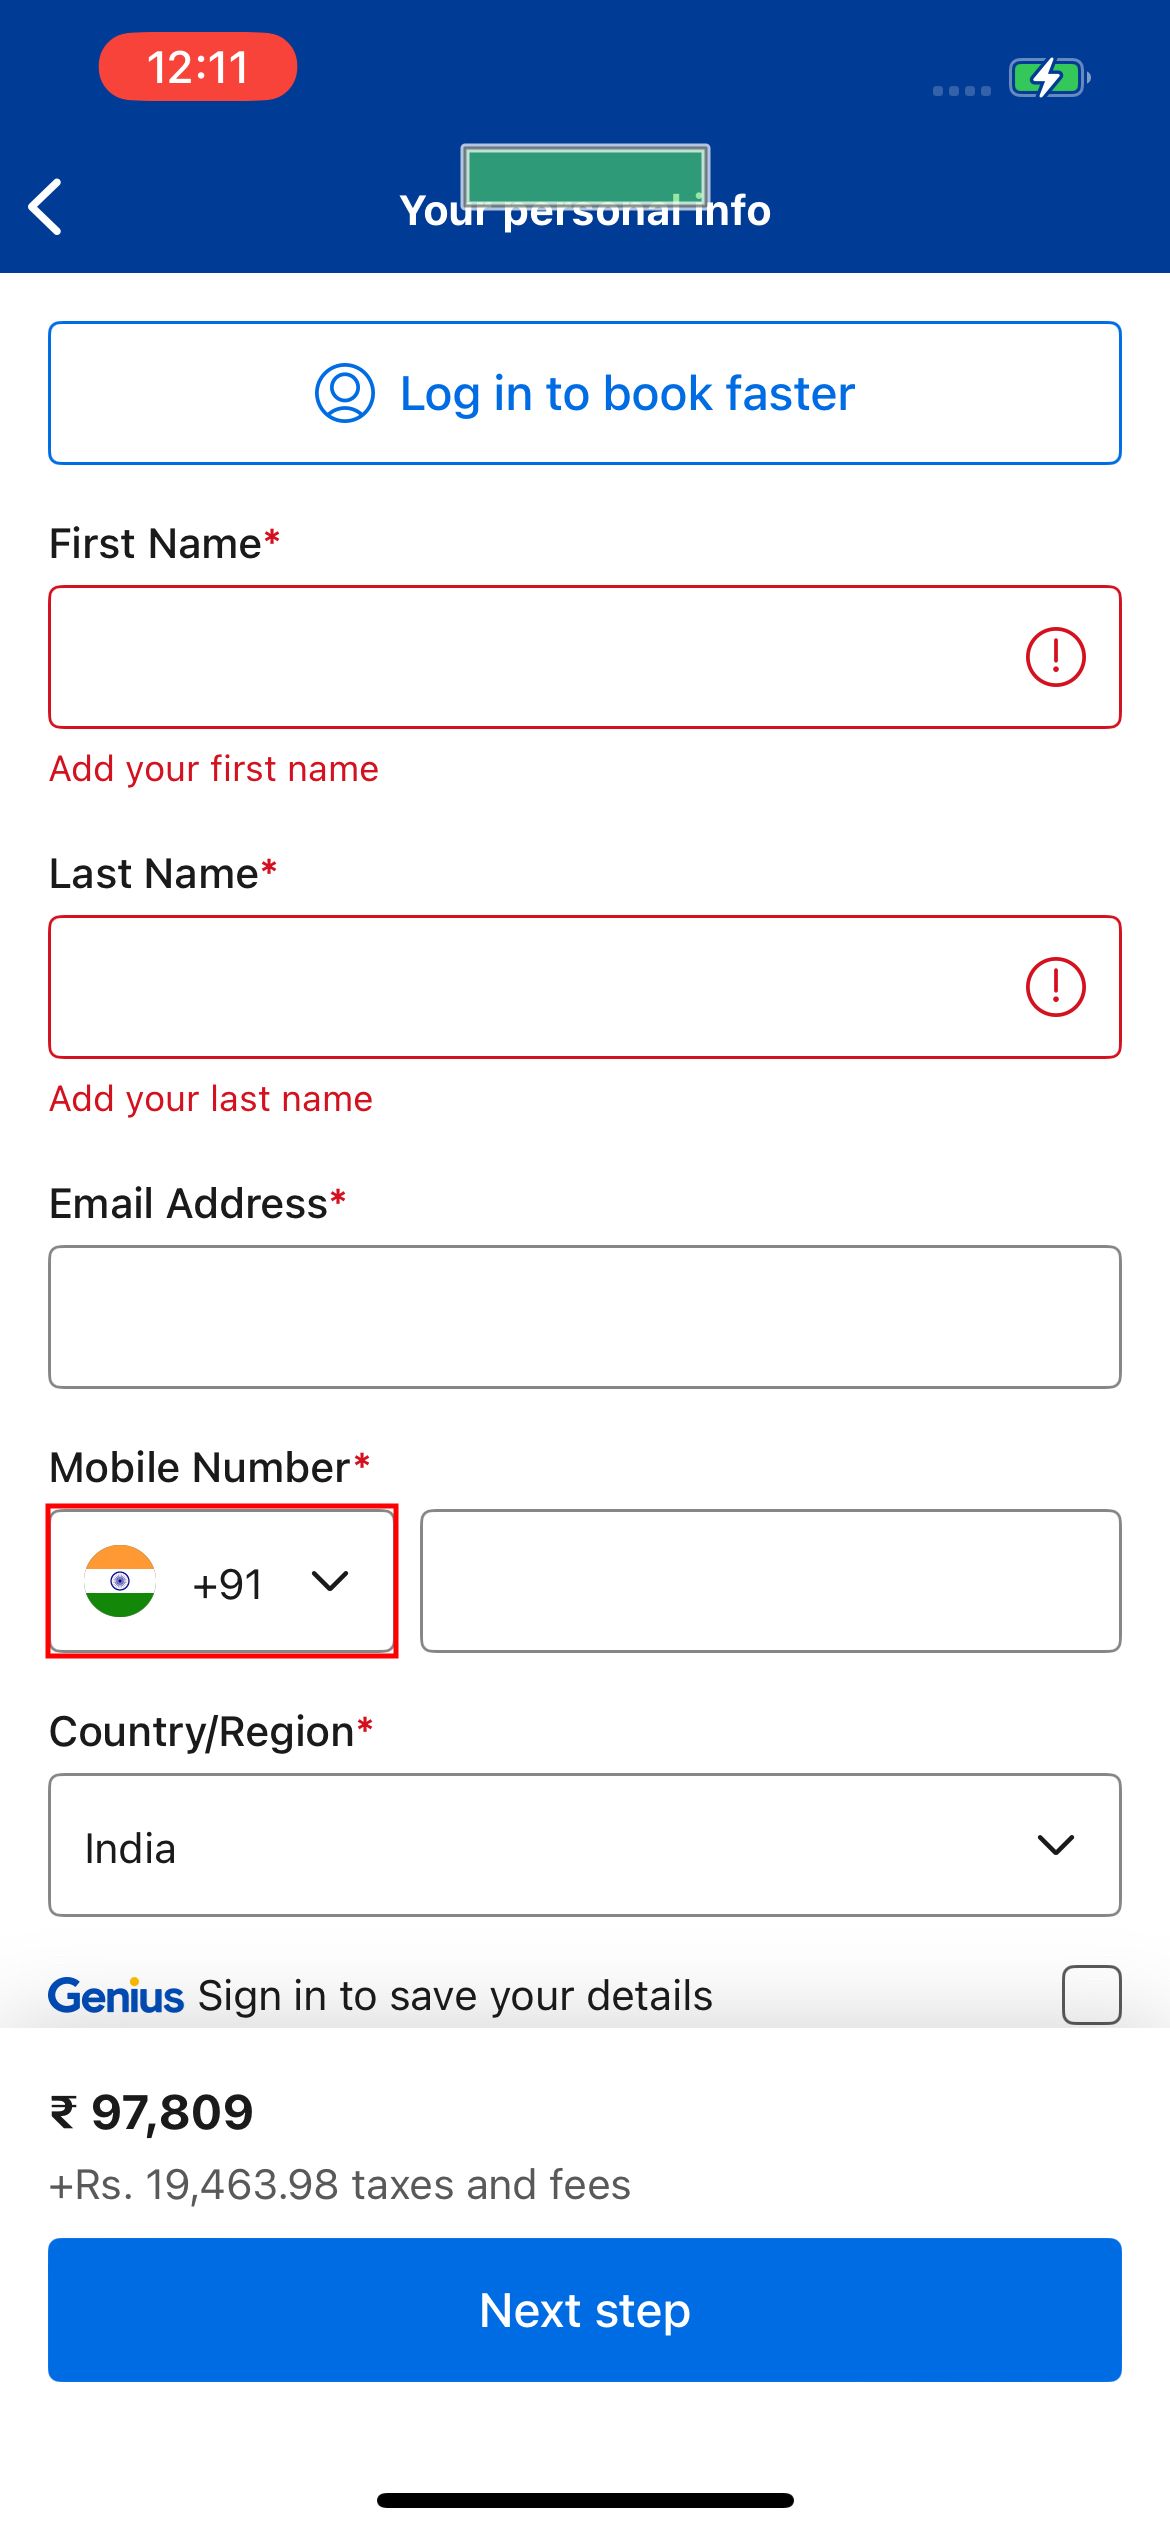 12:11
Your personal info
Log in to book faster
First Name*
Add your first name
Last Name*
Add your last name
Email Address*
Mobile Number*
+91
Country/Region*
India
Genius Sign in to save your details
₹ 97,809
+Rs. 19,463.98 taxes and fees
Next step